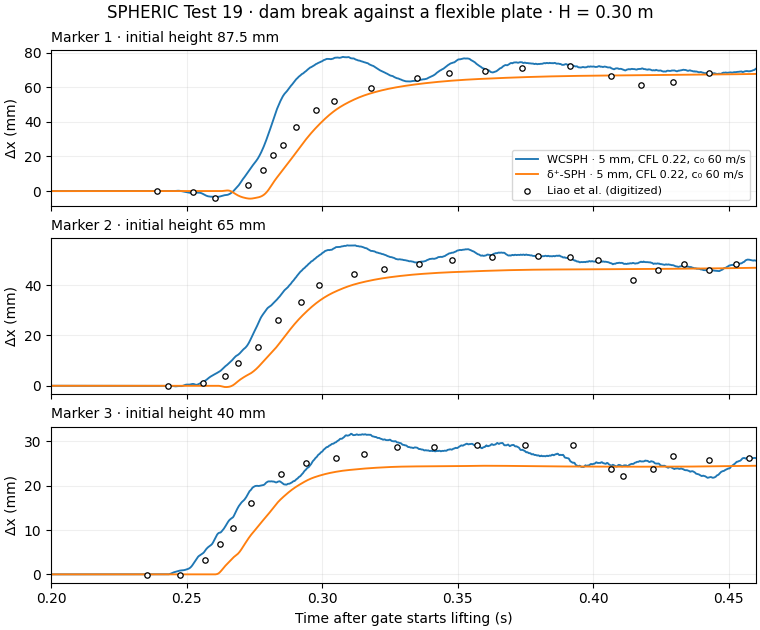 SPHERIC Test 19 · dam break against a flexible plate · H = 0.30 m
Marker 1 · initial height 87.5 mm
80
60
40
20
0
Δx (mm)
WCSPH · 5 mm, CFL 0.22, c₀ 60 m/s
δ⁺-SPH · 5 mm, CFL 0.22, c₀ 60 m/s
Liao et al. (digitized)
Marker 2 · initial height 65 mm
40
20
0
Δx (mm)
Marker 3 · initial height 40 mm
30
20
10
0
Δx (mm)
0.20 0.25 0.30 0.35 0.40 0.45
Time after gate starts lifting (s)